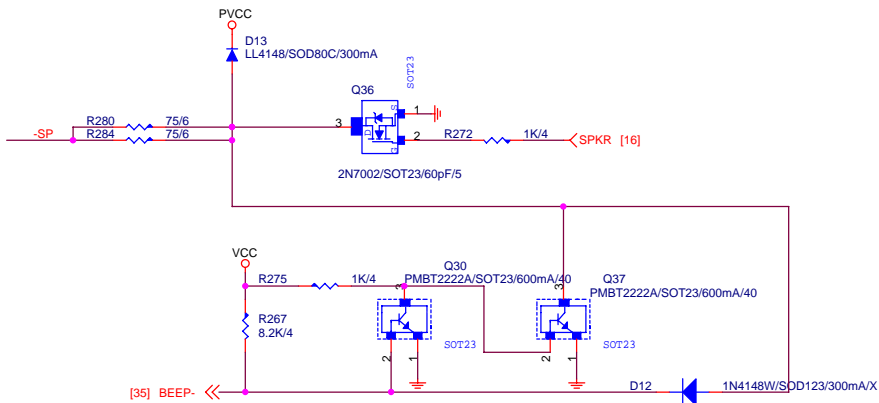 PVCC
D13
LL4148/SOD80C/300mA
SOT23
Q36
S
R280 75/6
3 D 1
-SP R284 75/6
2 R272 1K/4 SPKR [16]
G
2N7002/SOT23/60pF/5
VCC
Q30
R275 1K/4 PMBT2222A/SOT23/600mA/40 Q37
3 3 PMBT2222A/SOT23/600mA/40
R267
8.2K/4
SOT23 SOT23
2 1 2 1
[35] BEEP- D12 1N4148W/SOD123/300mA/X